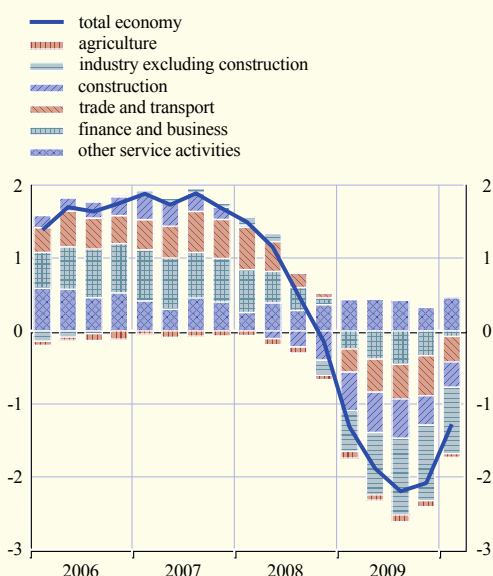 total economy
agriculture
industry excluding construction
construction
trade and transport
finance and business
other service activities
2 2
1 1
0 0
-1 -1
-2 -2
-3 -3
2006 2007 2008 2009